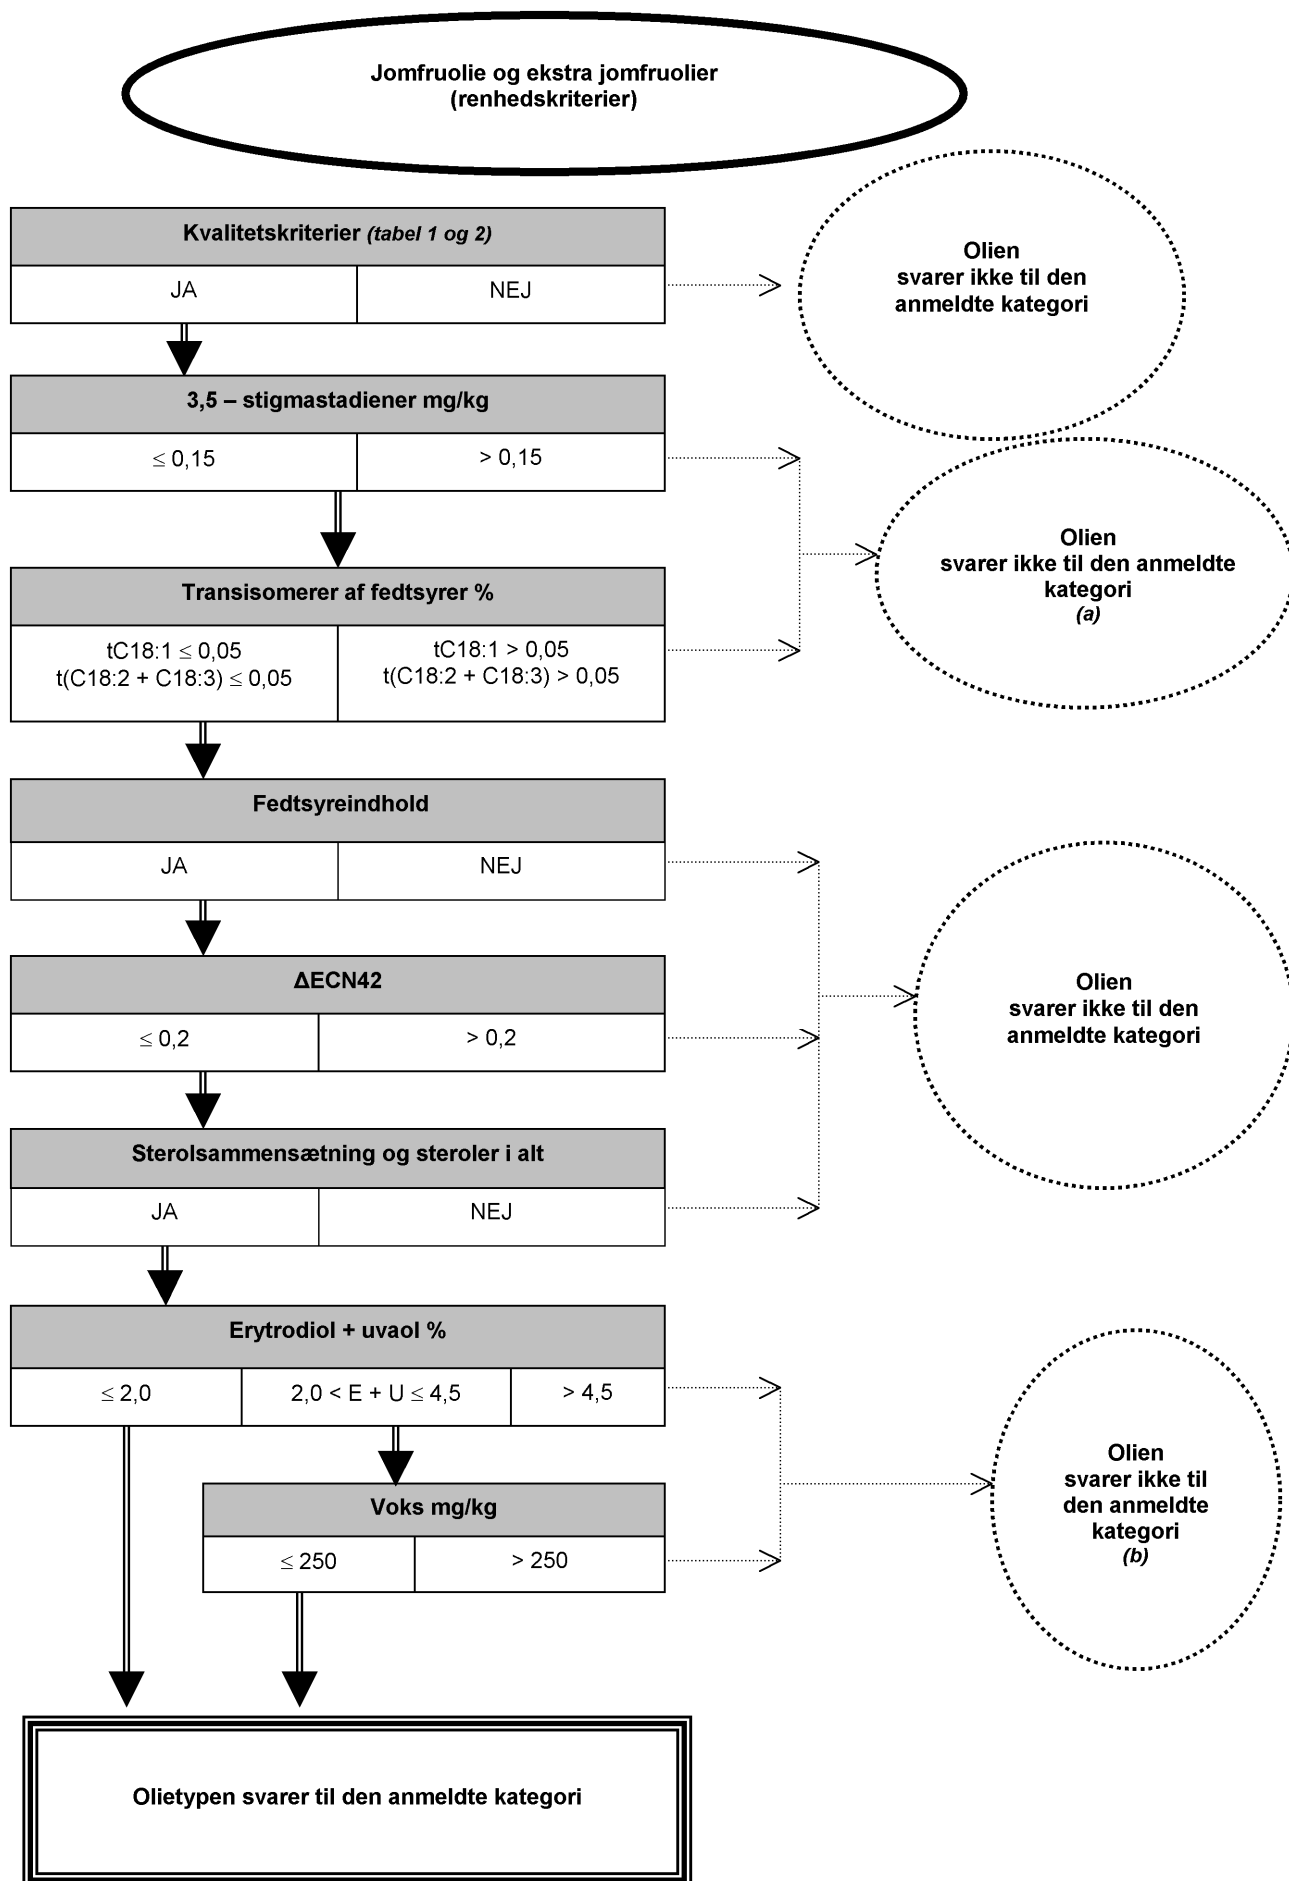 Jomfruolie og ekstra jomfruolier
(renhedskriterier)
Kvalitetskriterier (tabel 1 og 2)
JA
NEJ
Olien
svarer ikke til den
anmeldte kategori
3,5 – stigmastadiener mg/kg
≤ 0,15
> 0,15
Olien
svarer ikke til den anmeldte
kategori
(a)
Transisomerer af fedtsyrer %
tC18:1 ≤ 0,05
t(C18:2 + C18:3) ≤ 0,05
tC18:1 > 0,05
t(C18:2 + C18:3) > 0,05
Fedtsyreindhold
JA
NEJ
ΔECN42
≤ 0,2
> 0,2
Olien
svarer ikke til den
anmeldte kategori
Sterolsammensætning og steroler i alt
JA
NEJ
Erytrodiol + uvaol %
≤ 2,0
2,0 < E + U ≤ 4,5
> 4,5
Voks mg/kg
≤ 250
> 250
Olien
svarer ikke til
den anmeldte
kategori
(b)
Olietypen svarer til den anmeldte kategori